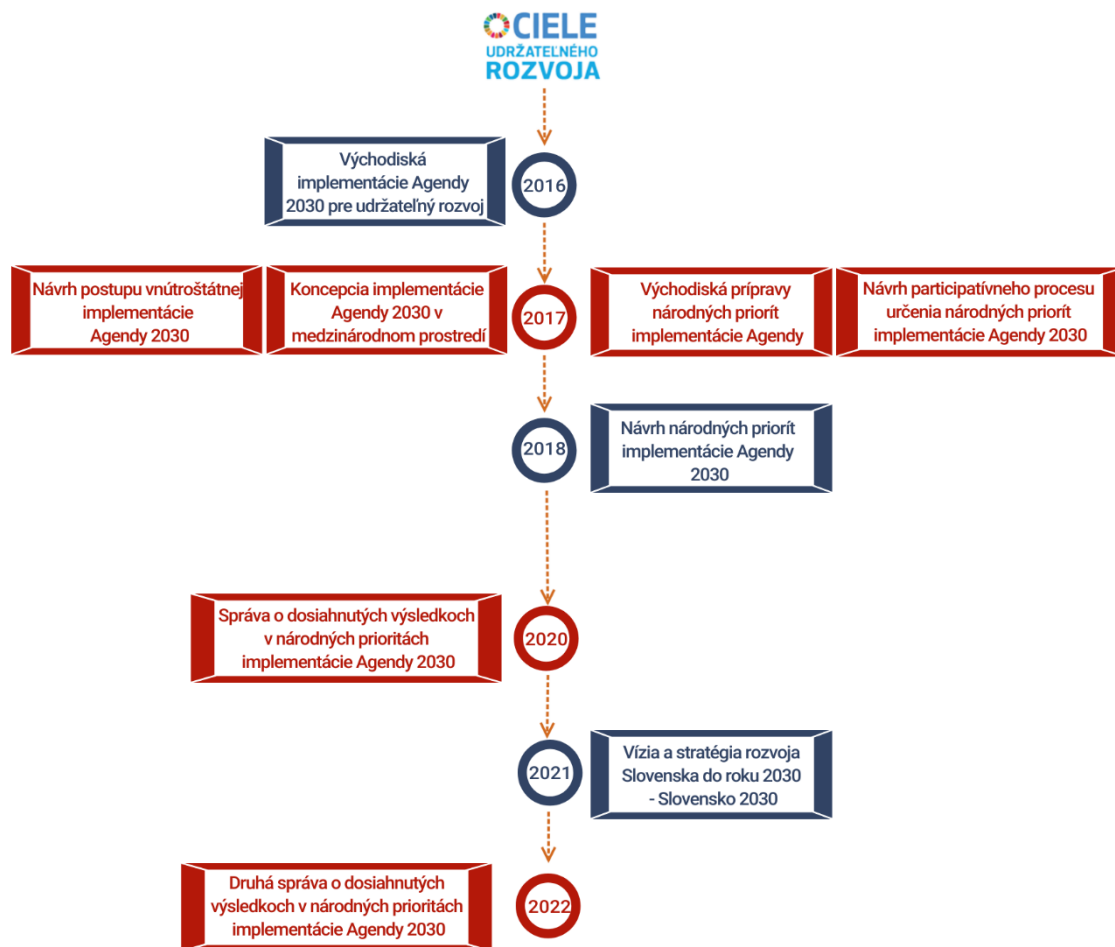 CIELE
UDRŽATEĽNÉHO
ROZVOJA
Východiská
implementácie Agendy
2030 pre udržateľný rozvoj
2016
Návrh postupu vnútroštátnej
implementácie
Agendy 2030
Koncepcia implementácie
Agendy 2030 v
medzinárodnom prostredí
2017
Východiská prípravy
národných priorít
implementácie Agendy
Návrh participatívneho procesu
určenia národných priorít
implementácie Agendy 2030
2018
Návrh národných priorít
implementácie Agendy
2030
Správa o dosiahnutých výsledkoch
v národných prioritách
implementácie Agendy 2030
2020
2021
Vízia a stratégia rozvoja
Slovenska do roku 2030
- Slovensko 2030
Druhá správa o dosiahnutých
výsledkoch v národných prioritách
implementácie Agendy 2030
2022